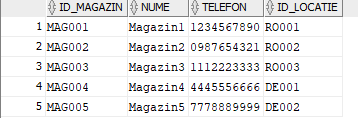 ID_MAGAZIN NUME TELEFON ID_LOCATIE
1 MAG001 Magazin1 1234567890 RO001
2 MAG002 Magazin2 0987654321 RO002
3 MAG003 Magazin3 1112223333 RO003
4 MAG004 Magazin4 4445556666 DE001
5 MAG005 Magazin5 7778889999 DE002